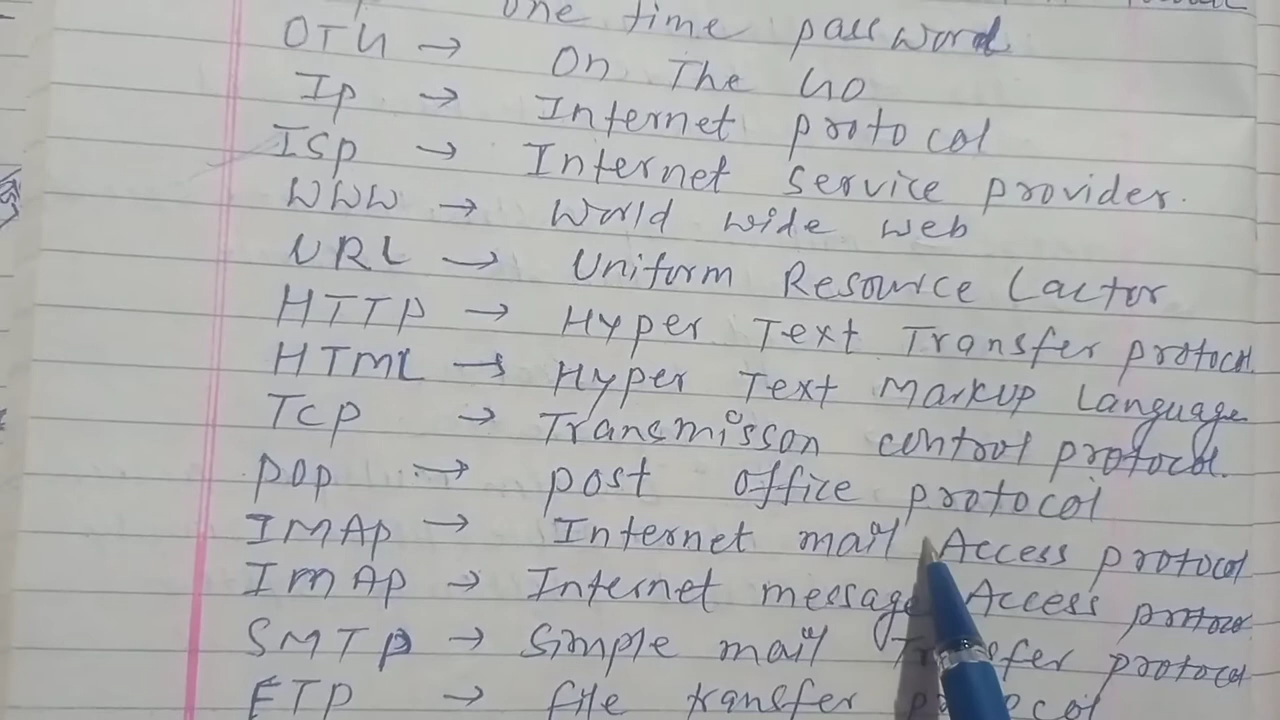 one time password
OTG → On The GO
Ip → Internet protocol
ISp → Internet service provider.
WWW → World wide web
URL → Uniform Resource Lactor
HTTP → Hyper Text Transfer protocol
HTML → Hyper Text Markup Language
TCp → Transmisson control protocol.
pop → post office protocol
IMAp → Internet mail Access protocol
ImAp → Internet message Access protoco
SMTP → Simple mail Transfer protocol
FTP → file transfer protocol